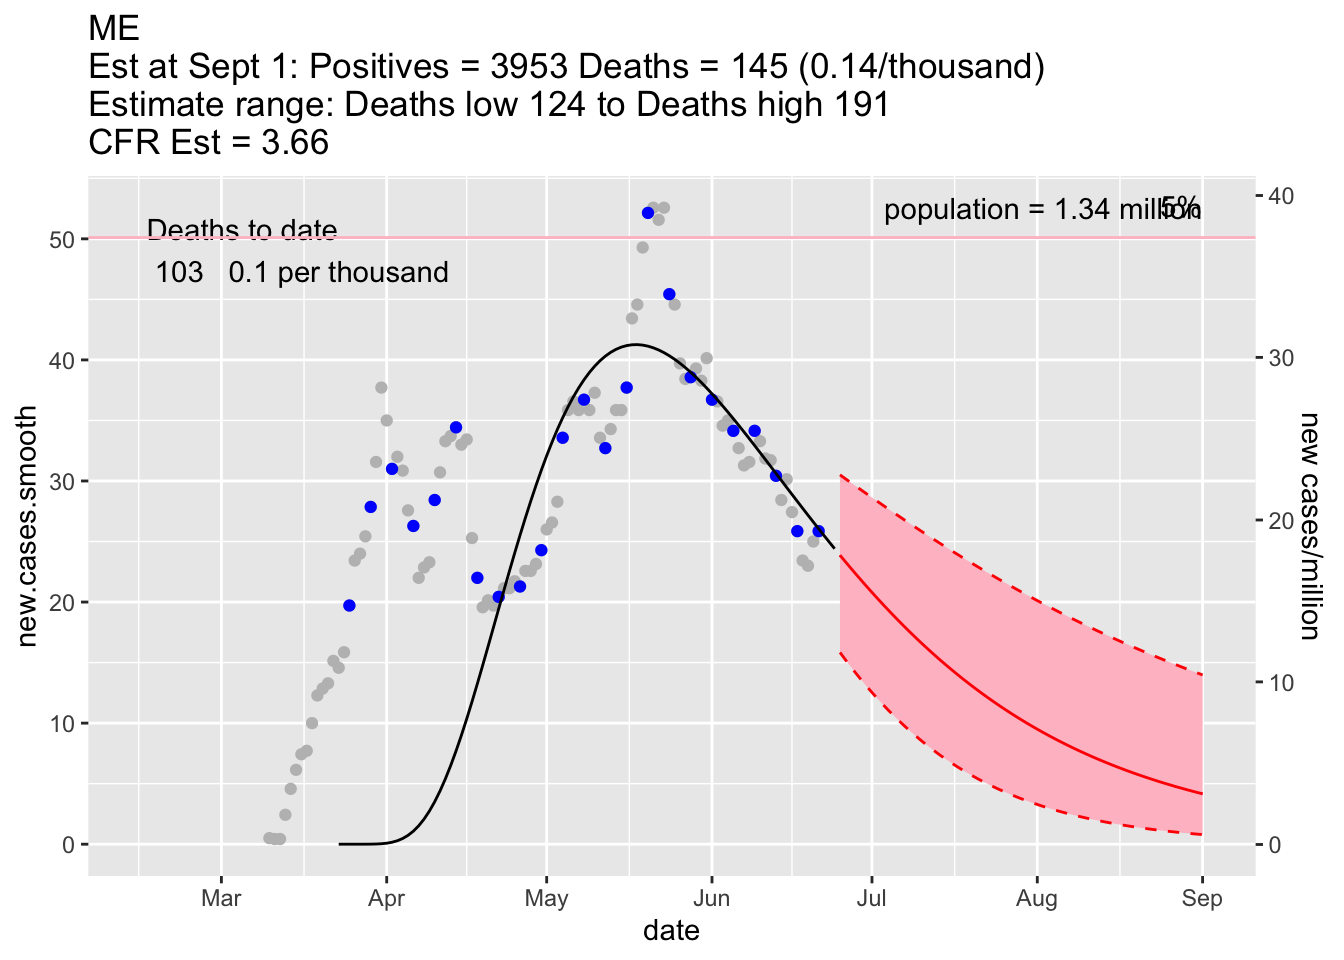 ME
Est at Sept 1: Positives = 3953 Deaths = 145 (0.14/thousand)
Estimate range: Deaths low 124 to Deaths high 191
CFR Est = 3.66
Deaths to date
103 0.1 per thousand
population = 1.34 million
5%
50
40
30
20
10
0
new.cases.smooth
40
30
20
10
0
new cases/million
Mar Apr May Jun Jul Aug Sep
date